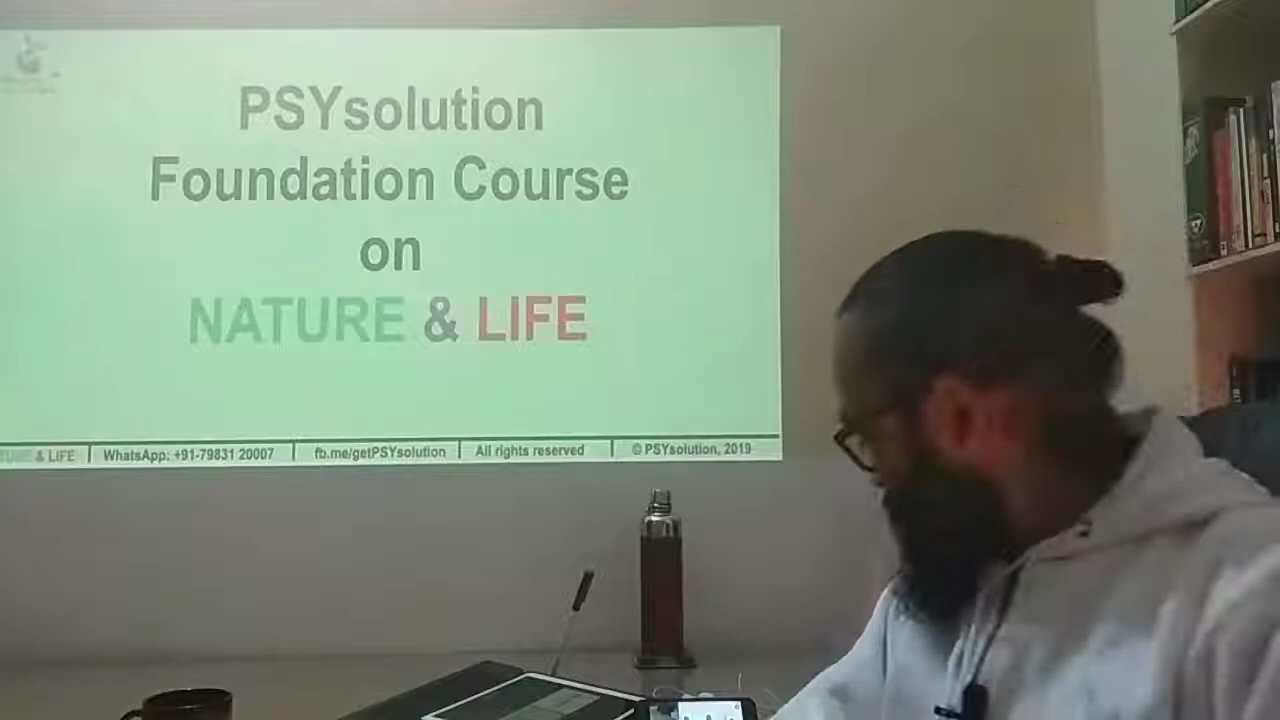 PSYsolution
Foundation Course
on
NATURE & LIFE
& LIFE
WhatsApp: +91-79831 20007
fb.me/getPSYsolution
All rights reserved
© PSYsolution, 2019